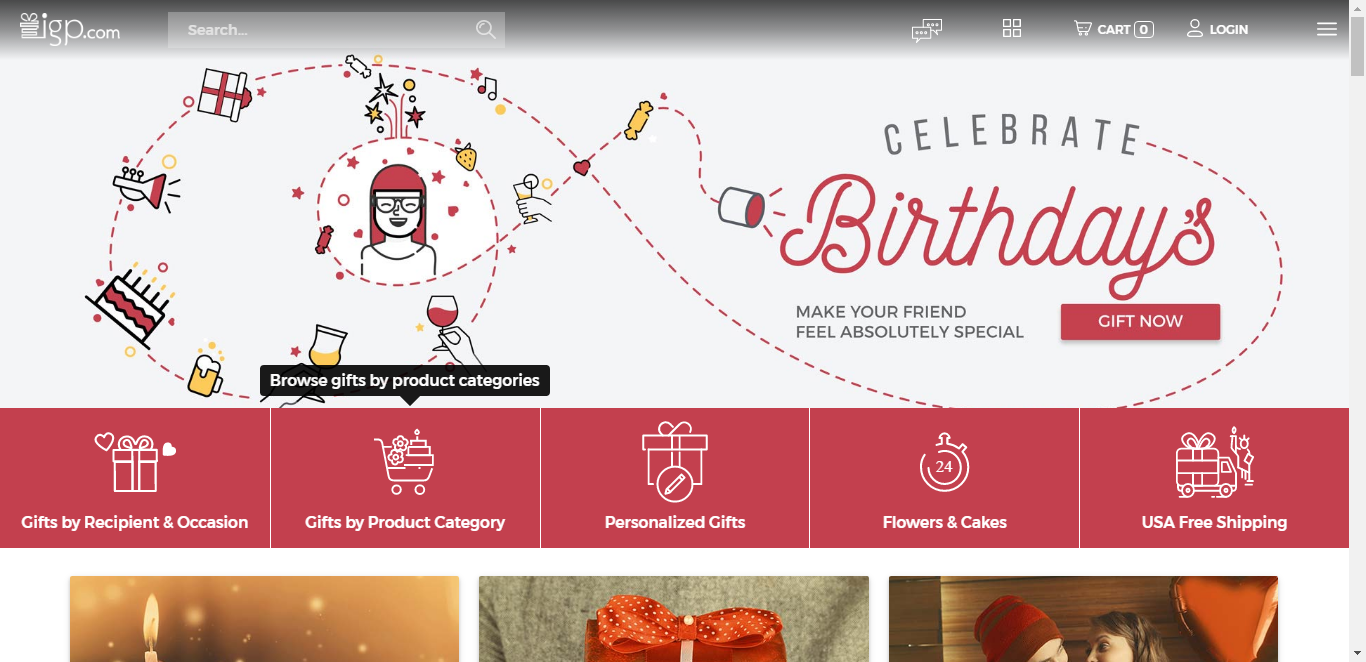 igp.com
Search...
CART 0
LOGIN
CELEBRATE
Birthday's
MAKE YOUR FRIEND
FEEL ABSOLUTELY SPECIAL
GIFT NOW
Browse gifts by product categories
24
Gifts by Recipient & Occasion
Gifts by Product Category
Personalized Gifts
Flowers & Cakes
USA Free Shipping